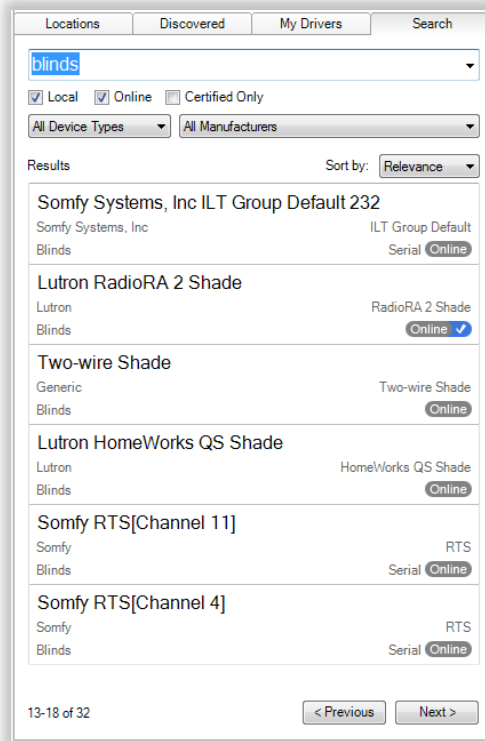 Locations Discovered My Drivers Search
blinds
Local Online Certified Only
All Device Types All Manufacturers
Results Sort by: Relevance
Somfy Systems, Inc ILT Group Default 232
Somfy Systems, Inc ILT Group Default
Blinds Serial Online
Lutron RadioRA 2 Shade
Lutron RadioRA 2 Shade
Blinds Online
Two-wire Shade
Generic Two-wire Shade
Blinds Online
Lutron HomeWorks QS Shade
Lutron HomeWorks QS Shade
Blinds Online
Somfy RTS[Channel 11]
Somfy RTS
Blinds Serial Online
Somfy RTS[Channel 4]
Somfy RTS
Blinds Serial Online
13-18 of 32 < Previous Next >